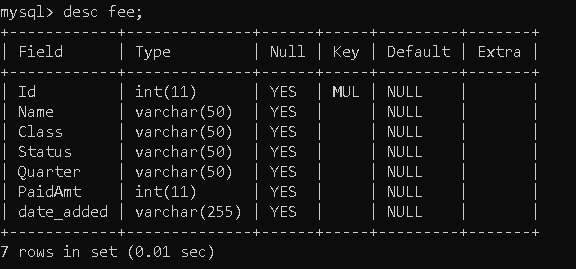 mysql> desc fee;
+------------+--------------+------+-----+---------+-------+
| Field      | Type         | Null | Key | Default | Extra |
+------------+--------------+------+-----+---------+-------+
| Id         | int(11)      | YES  | MUL | NULL    |       |
| Name       | varchar(50)  | YES  |     | NULL    |       |
| Class      | varchar(50)  | YES  |     | NULL    |       |
| Status     | varchar(50)  | YES  |     | NULL    |       |
| Quarter    | varchar(50)  | YES  |     | NULL    |       |
| PaidAmt    | int(11)      | YES  |     | NULL    |       |
| date_added | varchar(255) | YES  |     | NULL    |       |
+------------+--------------+------+-----+---------+-------+
7 rows in set (0.01 sec)